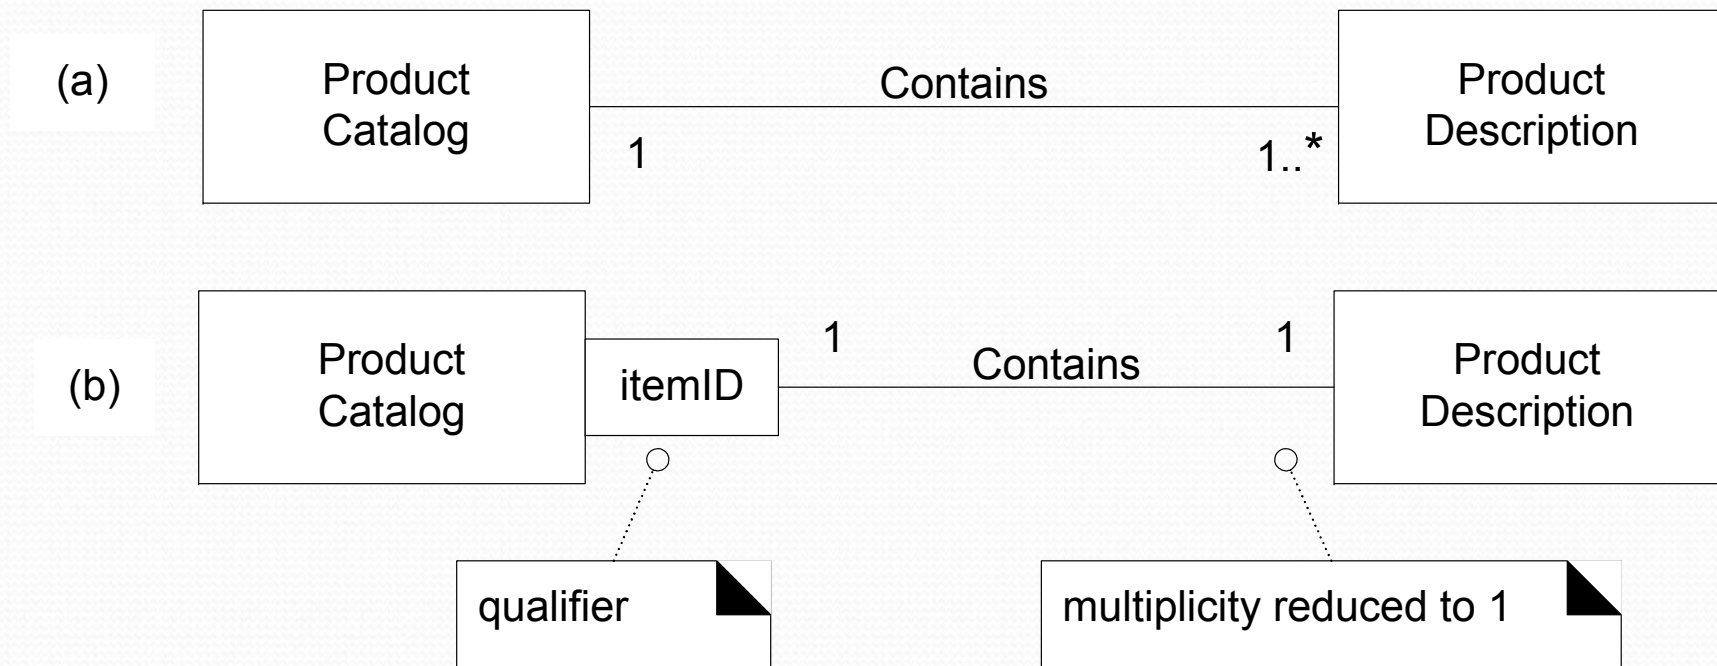 (a)
Product
Catalog
Contains
1
1..*
Product
Description
(b)
Product
Catalog
itemID
1
Contains
1
Product
Description
qualifier
multiplicity reduced to 1